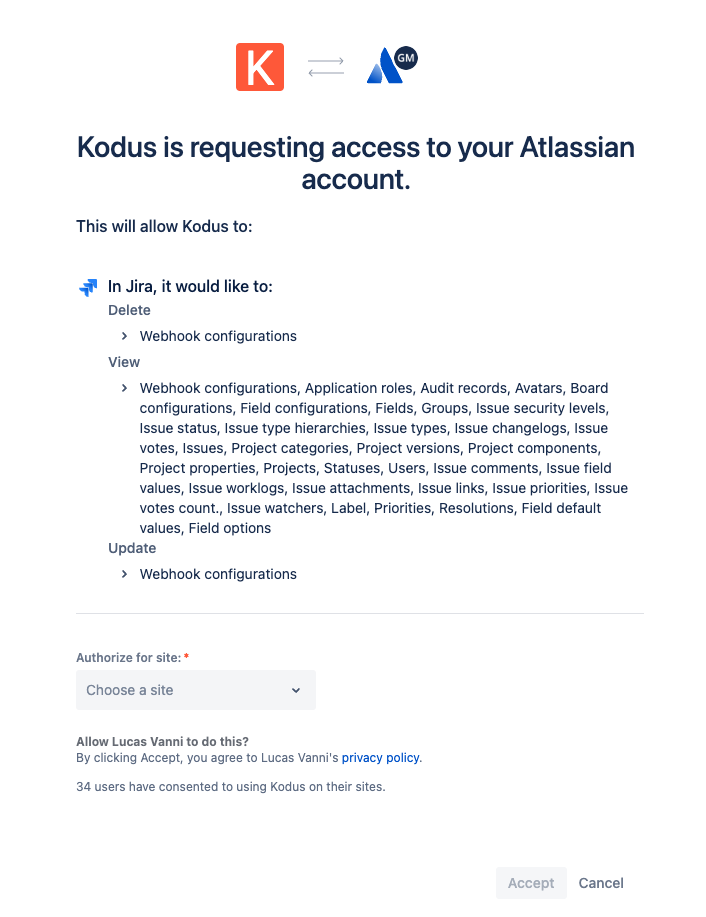 K
GM
Kodus is requesting access to your Atlassian
account.
This will allow Kodus to:
In Jira, it would like to:
Delete
Webhook configurations
View
Webhook configurations, Application roles, Audit records, Avatars, Board
configurations, Field configurations, Fields, Groups, Issue security levels,
Issue status, Issue type hierarchies, Issue types, Issue changelogs, Issue
votes, Issues, Project categories, Project versions, Project components,
Project properties, Projects, Statuses, Users, Issue comments, Issue field
values, Issue worklogs, Issue attachments, Issue links, Issue priorities, Issue
votes count., Issue watchers, Label, Priorities, Resolutions, Field default
values, Field options
Update
Webhook configurations
Authorize for site:*
Choose a site
Allow Lucas Vanni to do this?
By clicking Accept, you agree to Lucas Vanni's privacy policy.
34 users have consented to using Kodus on their sites.
Accept Cancel